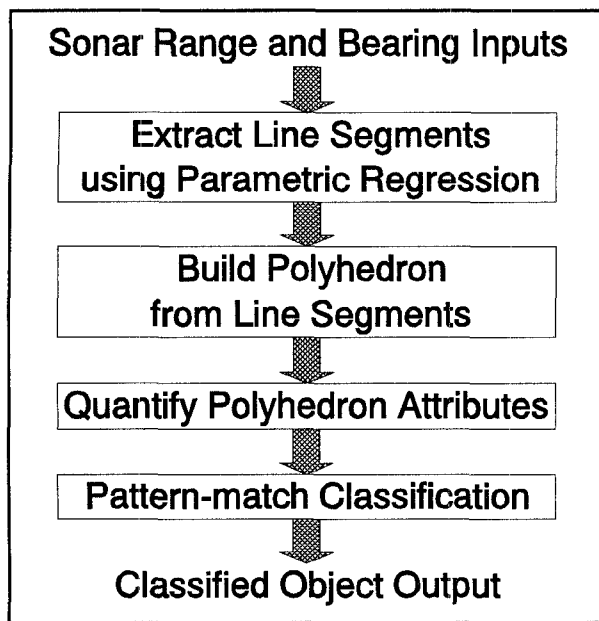 Sonar Range and Bearing Inputs
Extract Line Segments
using Parametric Regression
Build Polyhedron
from Line Segments
Quantify Polyhedron Attributes
Pattern-match Classification
Classified Object Output